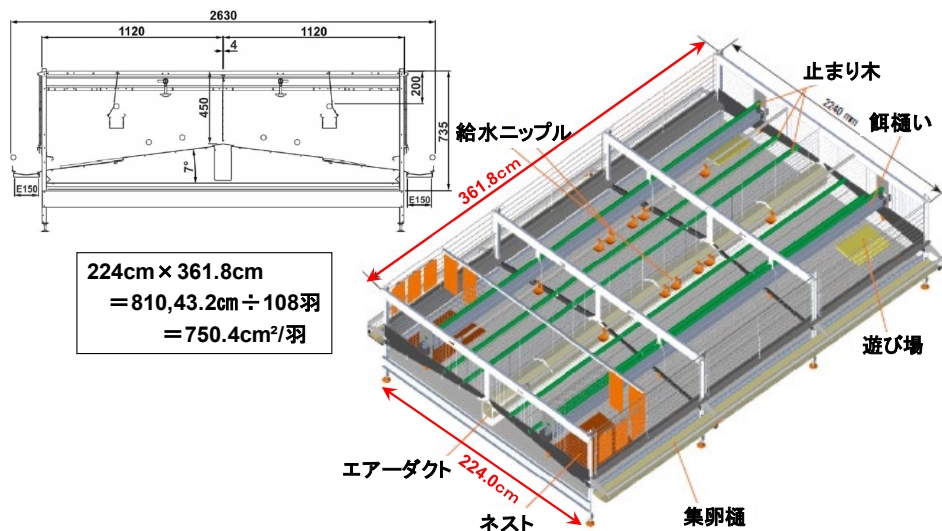 2630
1120
1120
4
450
200
735
7°
E150
E150
224cm×361.8cm
＝810,43.2㎝÷108羽
＝750.4cm²/羽
止まり木
2240 mm
餌樋い
給水ニップル
361.8cm
遊び場
エアーダクト
224.0cm
ネスト
集卵樋